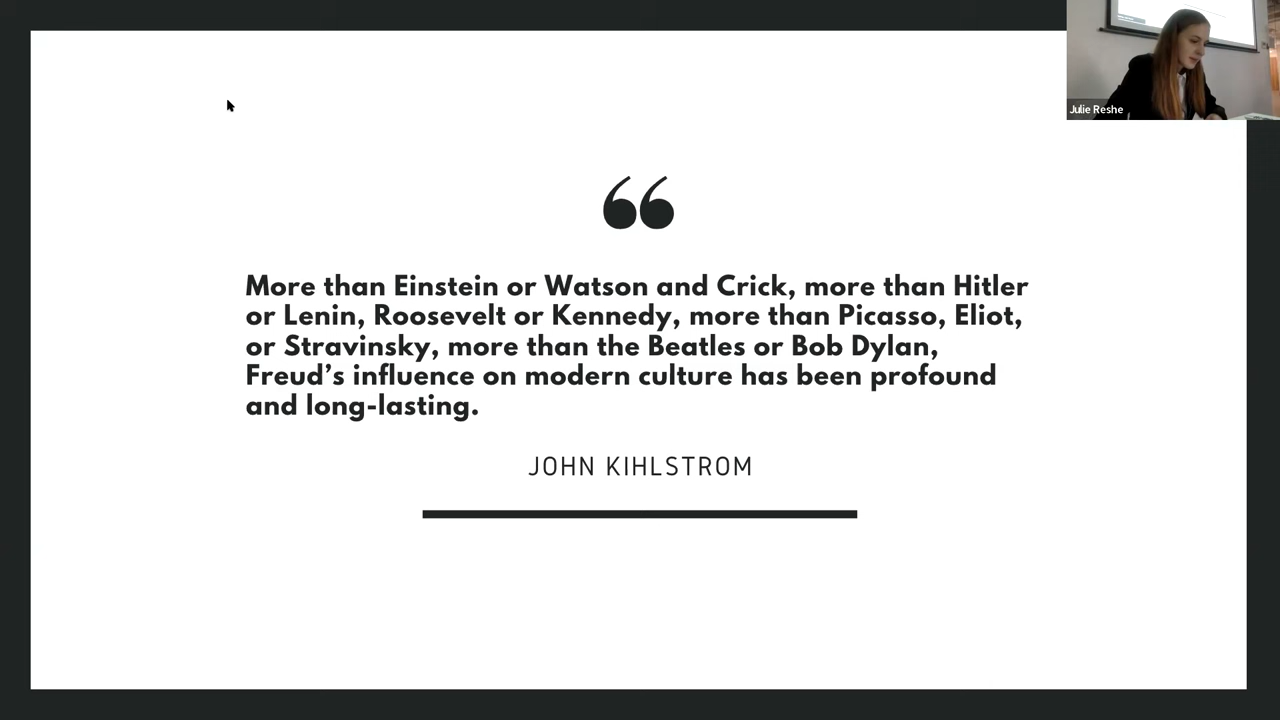 Julie Reshe
“
More than Einstein or Watson and Crick, more than Hitler
or Lenin, Roosevelt or Kennedy, more than Picasso, Eliot,
or Stravinsky, more than the Beatles or Bob Dylan,
Freud’s influence on modern culture has been profound
and long-lasting.
JOHN KIHLSTROM